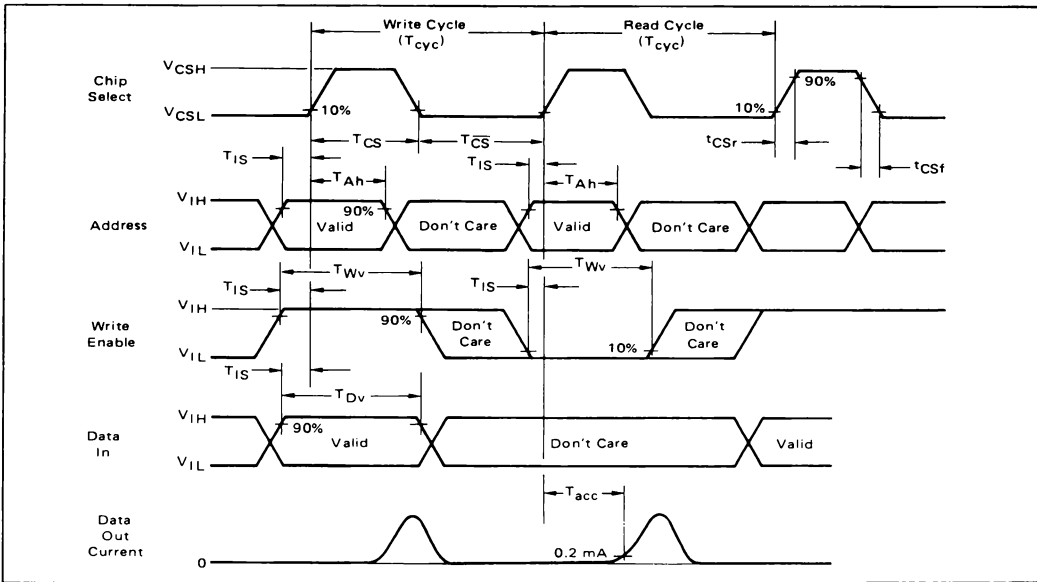 Write Cycle
(Tcyc)
Read Cycle
(Tcyc)
Chip
Select
VCSH
VCSL
10%
10%
90%
TCS
T\overline{CS}
tCSr
tCSf
TIS
TAh
TIS
TAh
Address
VIH
VIL
90%
Valid
Don't Care
Valid
Don't Care
TWv
TIS
TWv
TIS
Write
Enable
VIH
VIL
90%
Don't
Care
10%
Don't
Care
TIS
TDv
Data
In
VIH
VIL
90%
Valid
Don't Care
Valid
Tacc
Data
Out
Current
0
0.2 mA